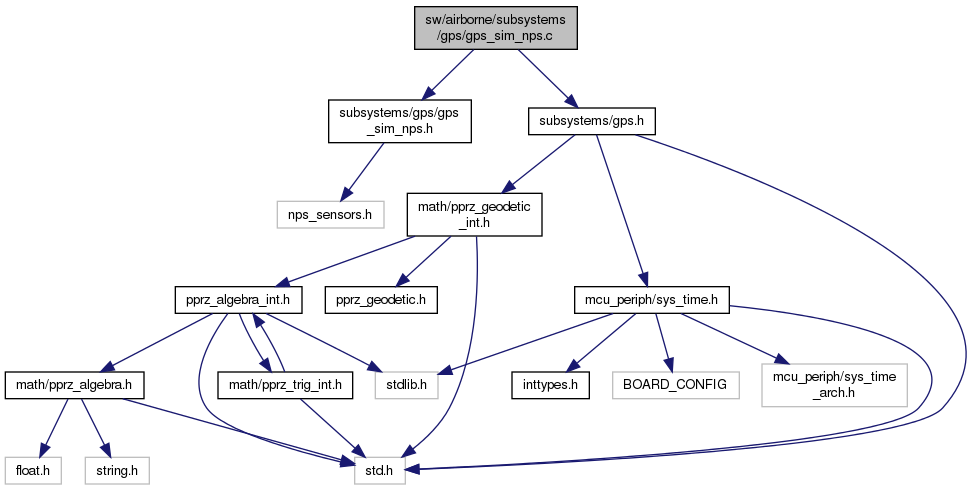 sw/airborne/subsystems
/gps/gps_sim_nps.c
subsystems/gps/gps
_sim_nps.h
subsystems/gps.h
nps_sensors.h
math/pprz_geodetic
_int.h
pprz_algebra_int.h
pprz_geodetic.h
mcu_periph/sys_time.h
math/pprz_algebra.h
math/pprz_trig_int.h
stdlib.h
inttypes.h
BOARD_CONFIG
mcu_periph/sys_time
_arch.h
float.h
string.h
std.h